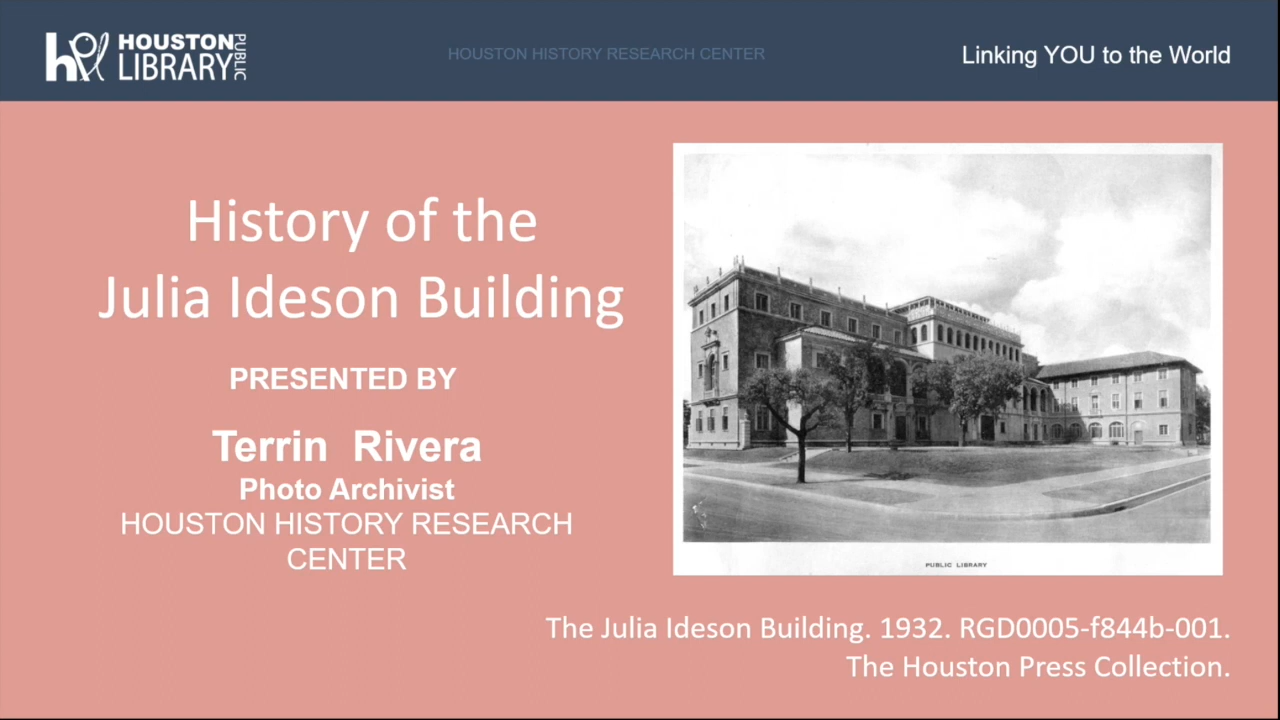 HOUSTON PUBLIC
LIBRARY
HOUSTON HISTORY RESEARCH CENTER
Linking YOU to the World
History of the
Julia Ideson Building
PRESENTED BY
Terrin Rivera
Photo Archivist
HOUSTON HISTORY RESEARCH
CENTER
PUBLIC LIBRARY
The Julia Ideson Building. 1932. RGD0005-f844b-001.
The Houston Press Collection.